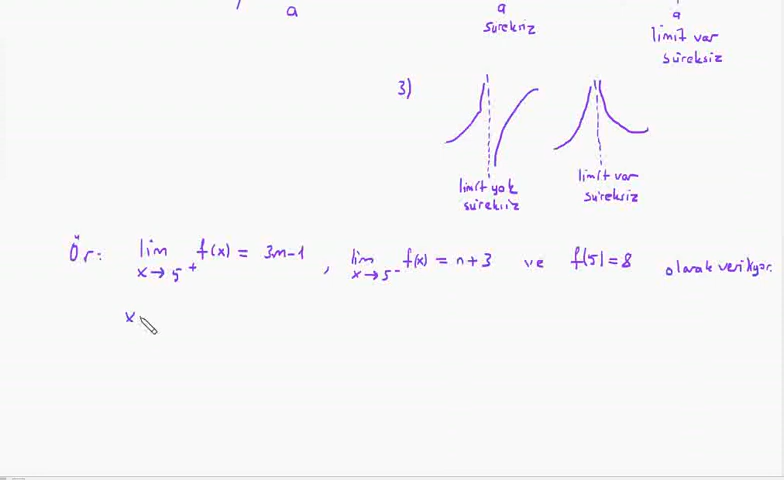 a
a
süreksiz
a
limit var
süreksiz
3)
limit yok
süreksiz
limit var
süreksiz
Ör: lim x→5⁺ f(x) = 3m-1 , lim x→5⁻ f(x) = n+3 ve f(5)=8 olarak veriliyor.
x